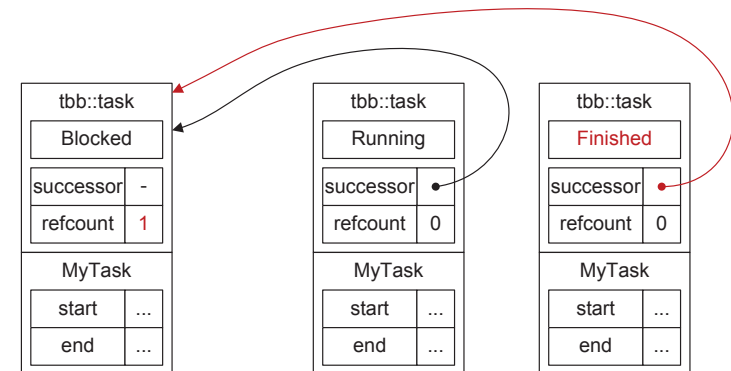 tbb::task
Blocked
successor -
refcount 1
MyTask
start ...
end ...
tbb::task
Running
successor
refcount 0
MyTask
start ...
end ...
tbb::task
Finished
successor
refcount 0
MyTask
start ...
end ...